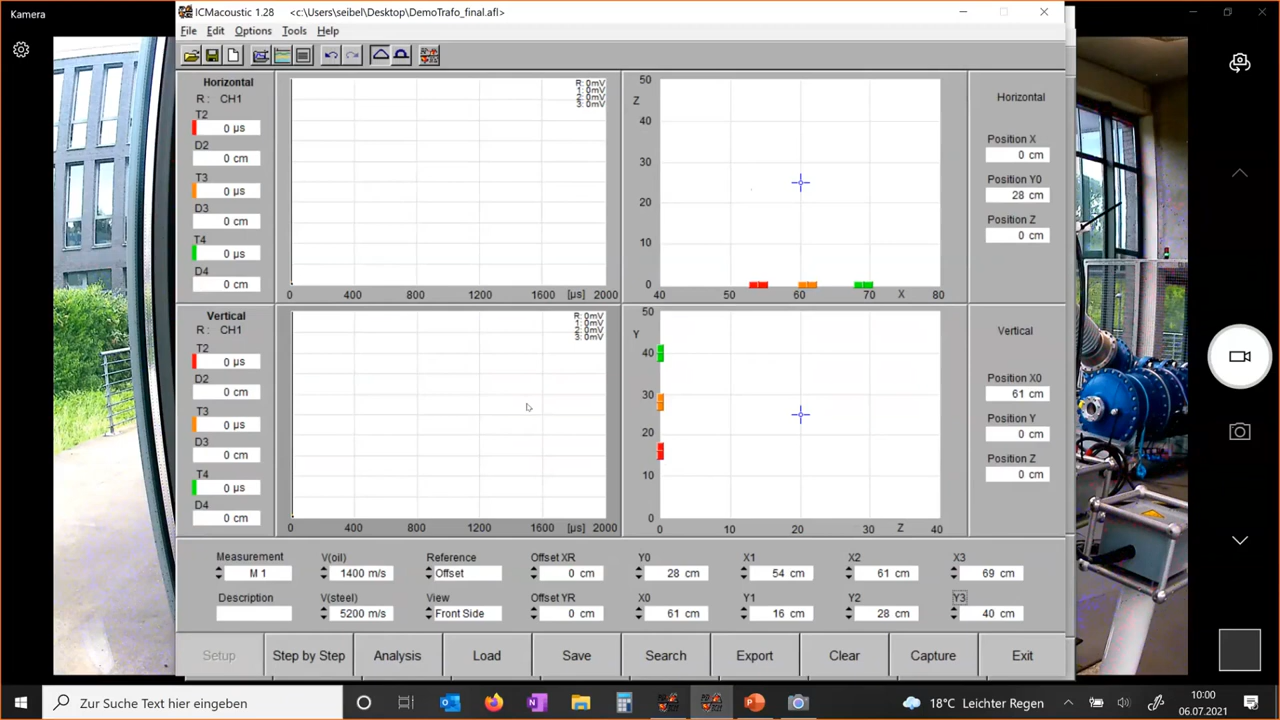 Kamera
ICMacoustic 1.28 <c:\Users\seibel\Desktop\DemoTrafo_final.afl>
File Edit Options Tools Help
Horizontal
R : CH1
T2
0 µs
D2
0 cm
T3
0 µs
D3
0 cm
T4
0 µs
D4
0 cm
R: 0mV
1: 0mV
2: 0mV
3: 0mV
0 400 800 1200 1600 [µs] 2000
50
Z
40
30
20
10
0
40 50 60 70 X 80
Horizontal
Position X
0 cm
Position Y0
28 cm
Position Z
0 cm
Vertical
R : CH1
T2
0 µs
D2
0 cm
T3
0 µs
D3
0 cm
T4
0 µs
D4
0 cm
R: 0mV
1: 0mV
2: 0mV
3: 0mV
0 400 800 1200 1600 [µs] 2000
50
Y
40
30
20
10
0
0 10 20 30 Z 40
Vertical
Position X0
61 cm
Position Y
0 cm
Position Z
0 cm
Measurement V(oil) Reference Offset XR Y0 X1 X2 X3
M 1 1400 m/s Offset 0 cm 28 cm 54 cm 61 cm 69 cm
Description V(steel) View Offset YR X0 Y1 Y2 Y3
5200 m/s Front Side 0 cm 61 cm 16 cm 28 cm 40 cm
Setup Step by Step Analysis Load Save Search Export Clear Capture Exit
Zur Suche Text hier eingeben
18°C Leichter Regen
10:00
06.07.2021